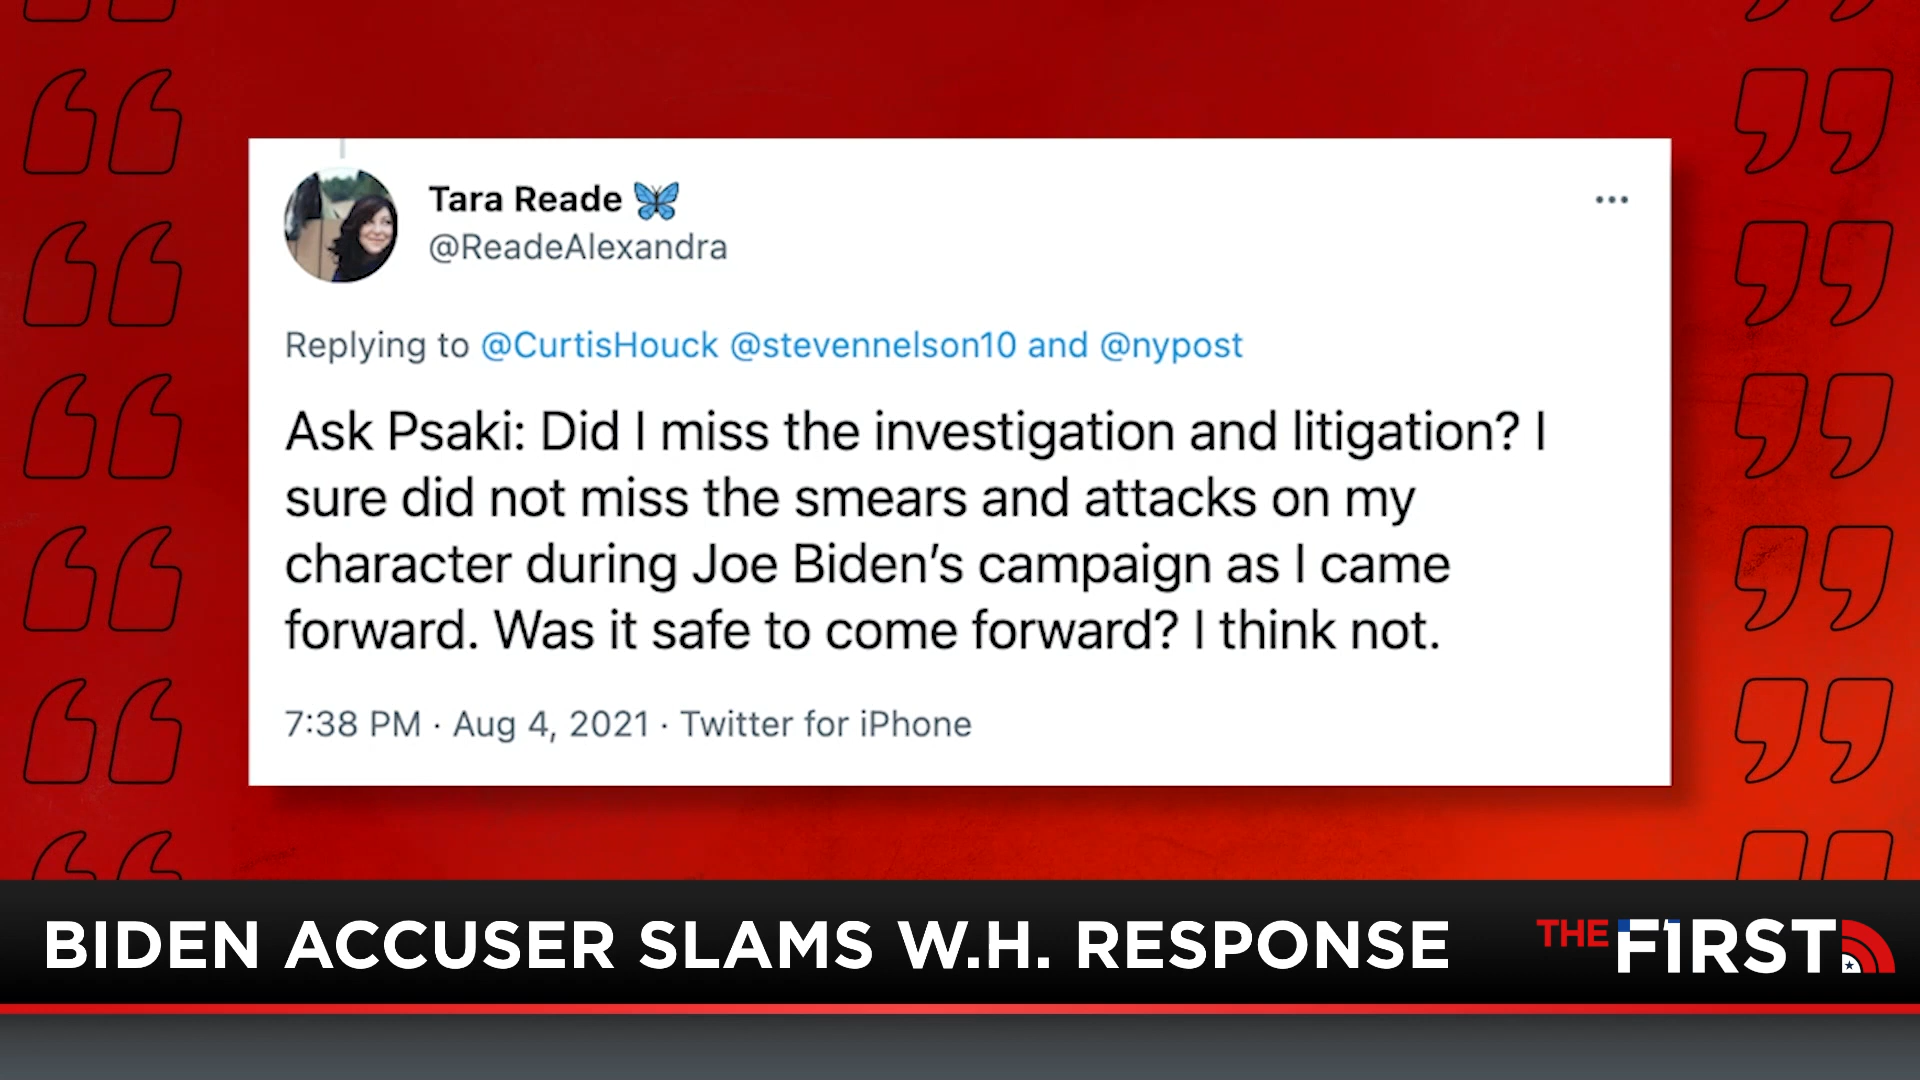 Tara Reade 🦋
@ReadeAlexandra
Replying to @CurtisHouck @stevennelson10 and @nypost
Ask Psaki: Did I miss the investigation and litigation? I
sure did not miss the smears and attacks on my
character during Joe Biden’s campaign as I came
forward. Was it safe to come forward? I think not.
7:38 PM · Aug 4, 2021 · Twitter for iPhone
BIDEN ACCUSER SLAMS W.H. RESPONSE
THE FIRST